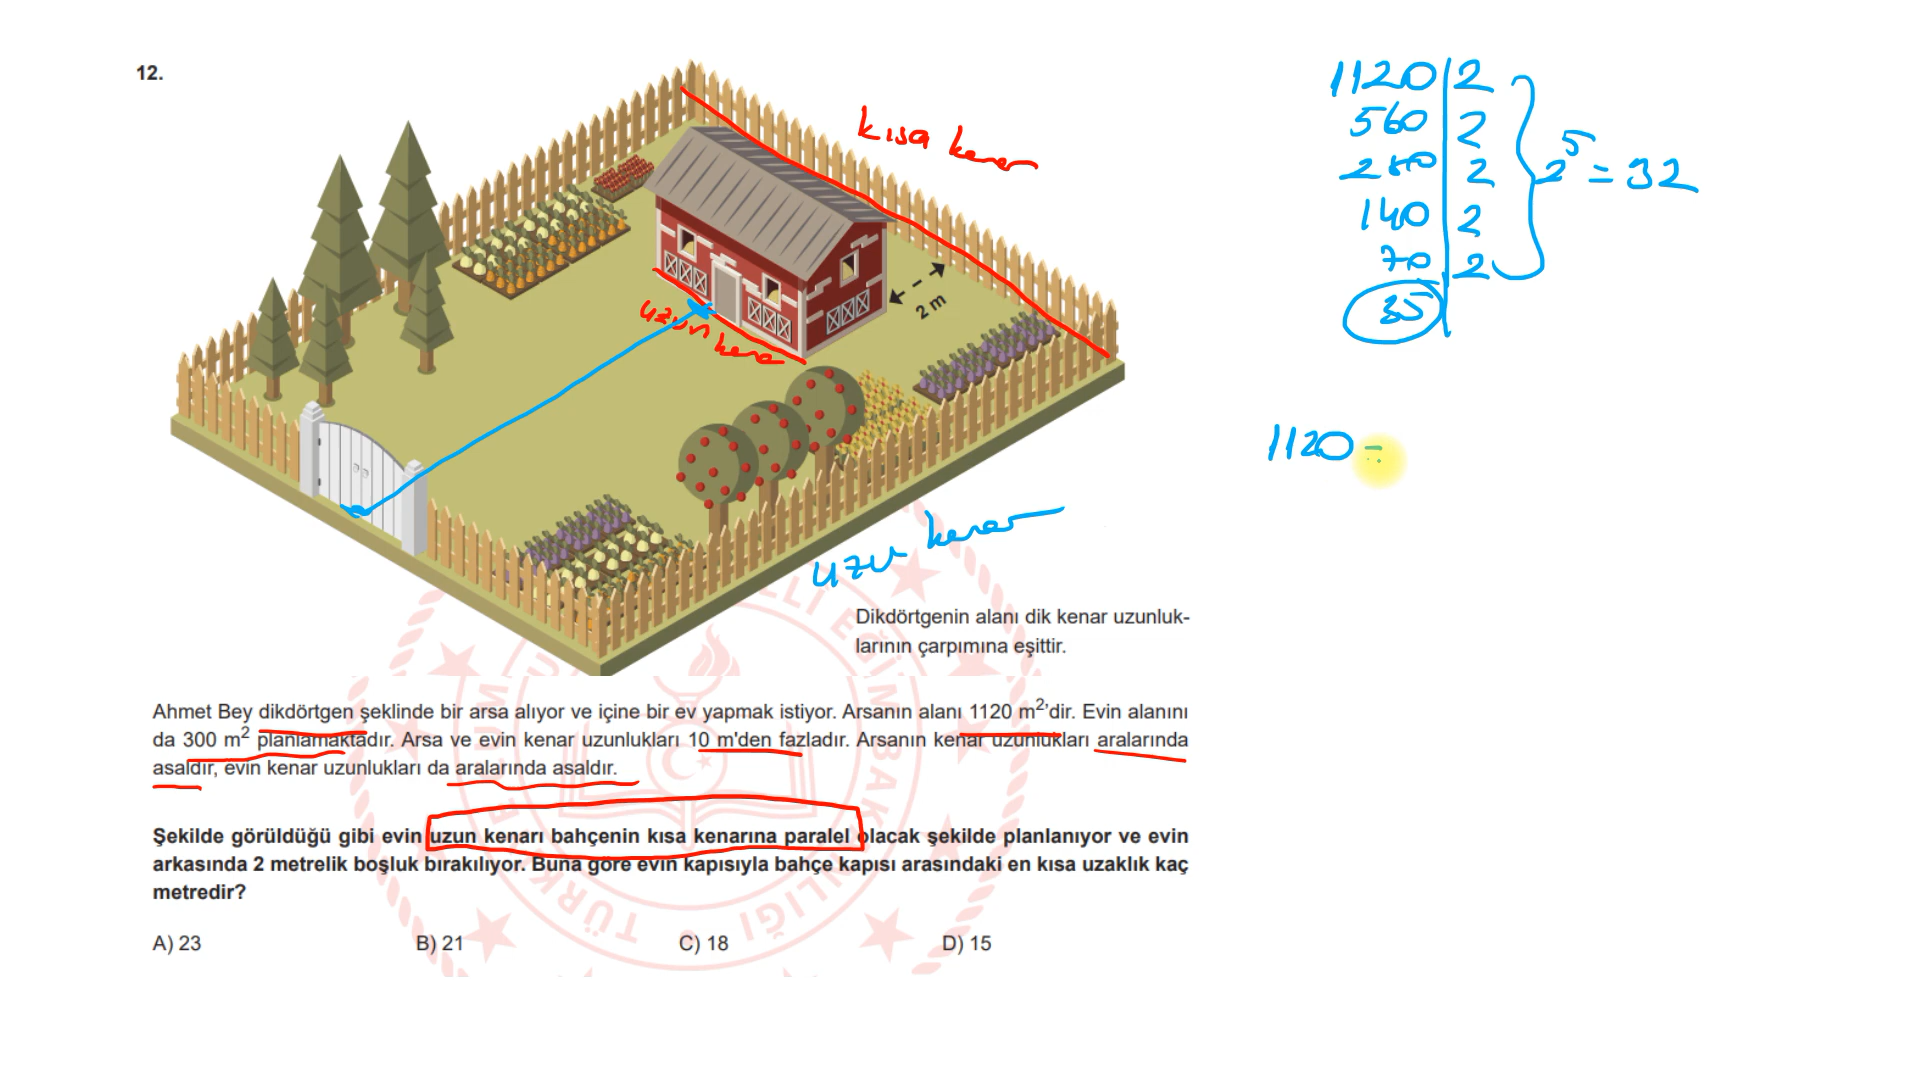 12.
kısa kenar
uzun kenar
2 m
uzu kenar
1120 2
560 2
280 2
140 2
70 2
35
2⁵ = 32
1120 =
Dikdörtgenin alanı dik kenar uzunluk-
larının çarpımına eşittir.
Ahmet Bey dikdörtgen şeklinde bir arsa alıyor ve içine bir ev yapmak istiyor. Arsanın alanı 1120 m²'dir. Evin alanını
da 300 m² planlamaktadır. Arsa ve evin kenar uzunlukları 10 m'den fazladır. Arsanın kenar uzunlukları aralarında
asaldır, evin kenar uzunlukları da aralarında asaldır.
Şekilde görüldüğü gibi evin uzun kenarı bahçenin kısa kenarına paralel olacak şekilde planlanıyor ve evin
arkasında 2 metrelik boşluk bırakılıyor. Buna göre evin kapısıyla bahçe kapısı arasındaki en kısa uzaklık kaç
metredir?
A) 23 B) 21 C) 18 D) 15